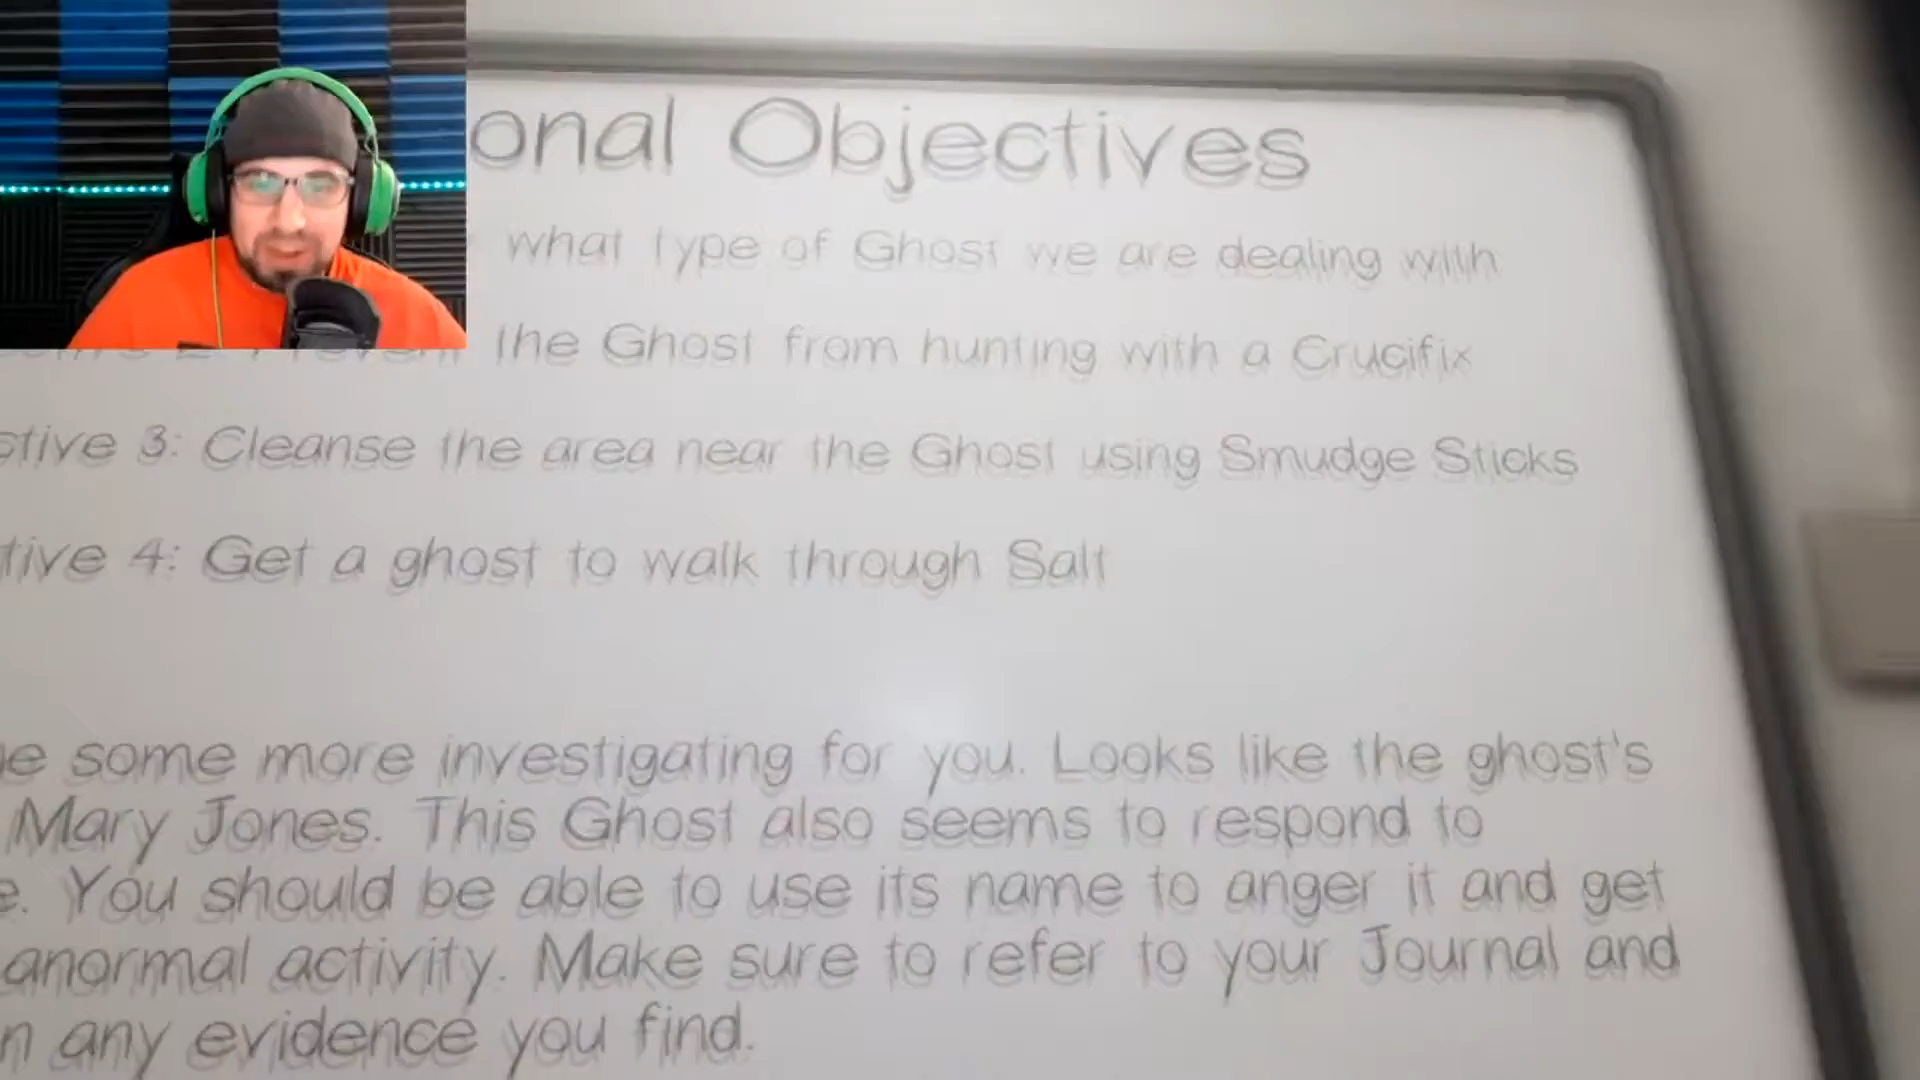 onal Objectives
what type of Ghost we are dealing with
the Ghost from hunting with a Crucifix
ctive 3: Cleanse the area near the Ghost using Smudge Sticks
tive 4: Get a ghost to walk through Salt
e some more investigating for you. Looks like the ghost's
Mary Jones. This Ghost also seems to respond to
e. You should be able to use its name to anger it and get
anormal activity. Make sure to refer to your Journal and
n any evidence you find.